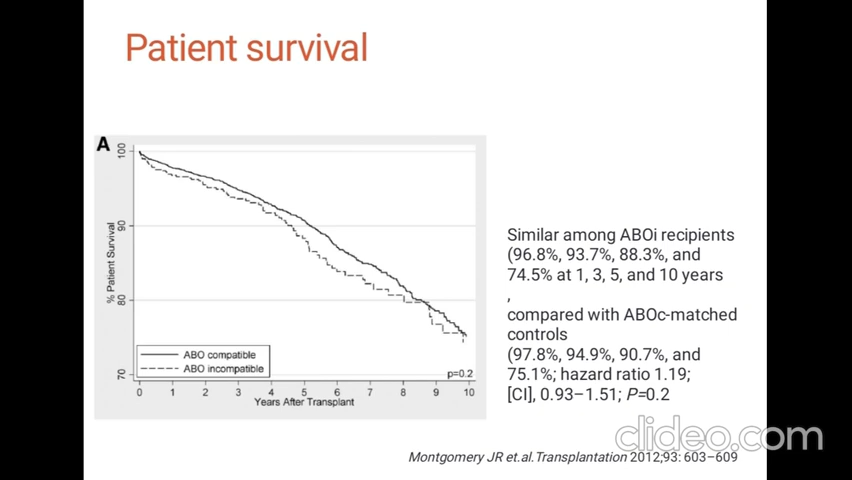 Patient survival
A
100
90
80
70
% Patient Survival
ABO compatible
ABO incompatible
p=0.2
0 1 2 3 4 5 6 7 8 9 10
Years After Transplant
Similar among ABOi recipients
(96.8%, 93.7%, 88.3%, and
74.5% at 1, 3, 5, and 10 years
,
compared with ABOc-matched
controls
(97.8%, 94.9%, 90.7%, and
75.1%; hazard ratio 1.19;
[CI], 0.93–1.51; P=0.2
clideo.com
Montgomery JR et.al.Transplantation 2012;93: 603–609